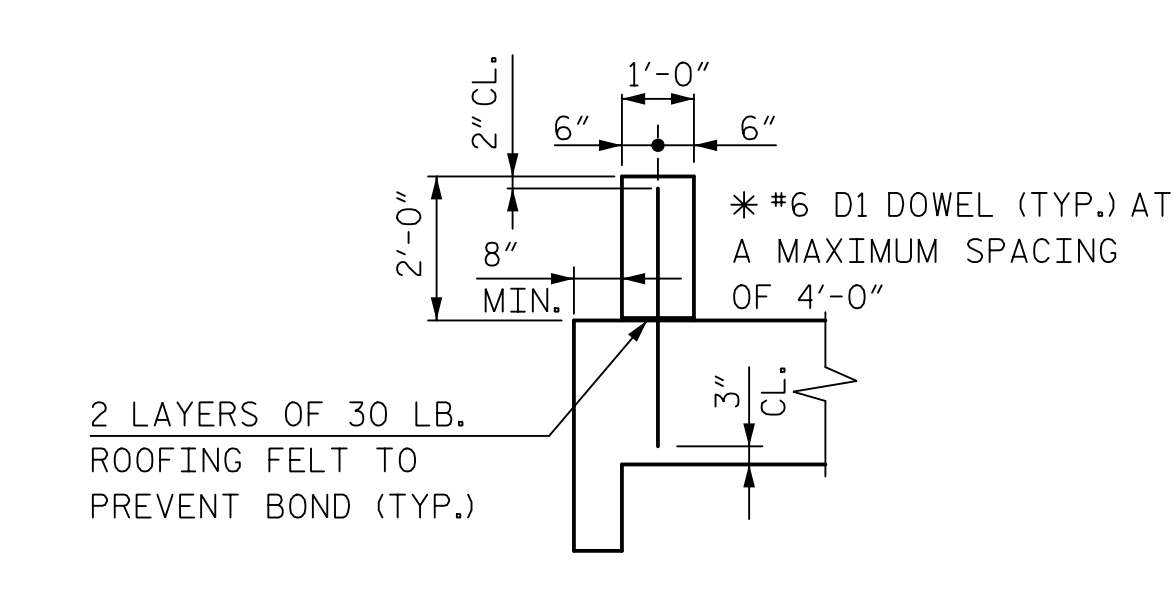 1'-0"
2" CL.
6"
6"
2'-0"
✳ #6 D1 DOWEL (TYP.) AT
A MAXIMUM SPACING
OF 4'-0"
8"
MIN.
3"
CL.
2 LAYERS OF 30 LB.
ROOFING FELT TO
PREVENT BOND (TYP.)